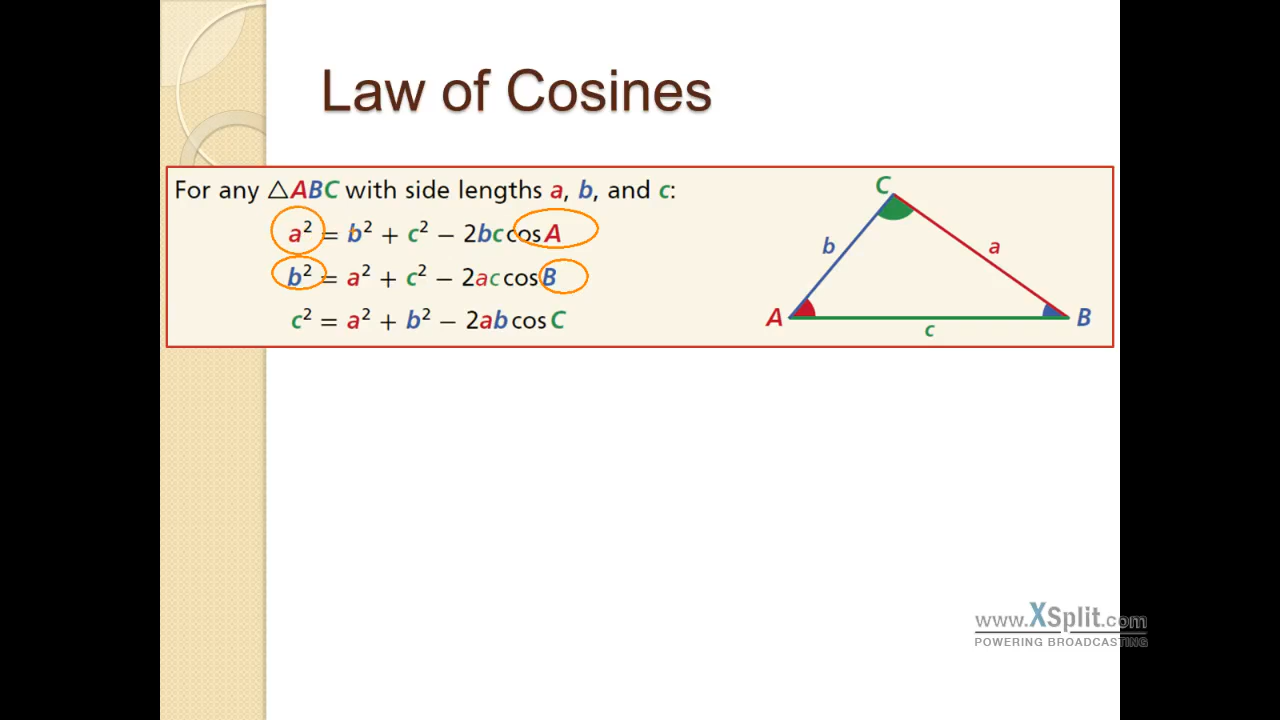 Law of Cosines
For any △ABC with side lengths a, b, and c:
a² = b² + c² − 2bc cos A
b² = a² + c² − 2ac cos B
c² = a² + b² − 2ab cos C
C
b
a
A
B
c
www.XSplit.com
POWERING BROADCASTING